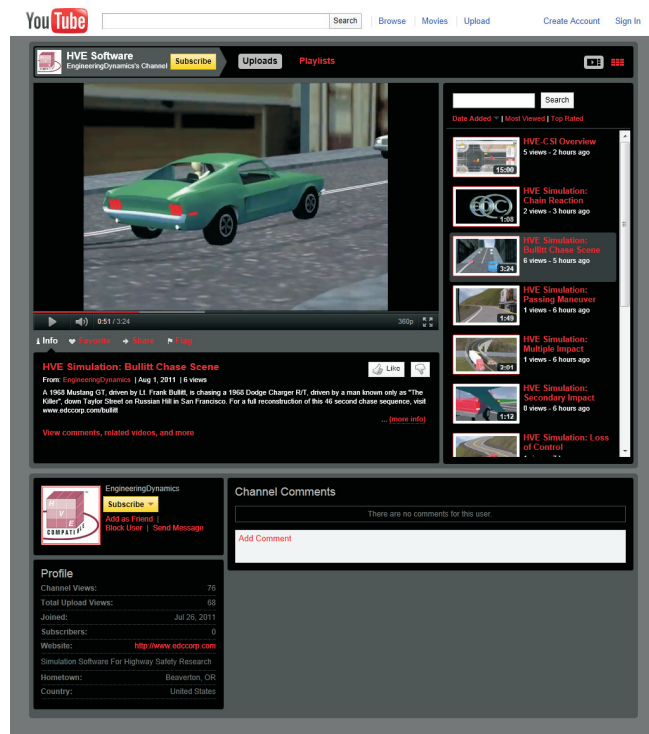 YouTube
Search
Browse | Movies | Upload
Create Account
Sign In
HVE Software
EngineeringDynamics's Channel
Subscribe
Uploads
Playlists
0:51 / 3:24
360p
Info
Favorite
Share
Flag
HVE Simulation: Bullitt Chase Scene
Like
From: EngineeringDynamics | Aug 1, 2011 | 6 views
A 1968 Mustang GT, driven by Lt. Frank Bullitt, is chasing a 1968 Dodge Charger R/T, driven by a man known only as "The
Killer", down Taylor Street on Russian Hill in San Francisco. For a full reconstruction of this 46 second chase sequence, visit
www.edccorp.com/bullitt
... (more info)
View comments, related videos, and more
Search
Date Added | Most Viewed | Top Rated
HVE-CSI Overview
5 views - 2 hours ago
15:00
HVE Simulation:
Chain Reaction
2 views - 3 hours ago
1:08
HVE Simulation:
Bullitt Chase Scene
6 views - 5 hours ago
3:24
HVE Simulation:
Passing Maneuver
1 views - 6 hours ago
1:49
HVE Simulation:
Multiple Impact
1 views - 6 hours ago
2:01
HVE Simulation:
Secondary Impact
0 views - 6 hours ago
1:12
HVE Simulation: Loss
of Control
HVE
COMPATIBLE
EngineeringDynamics
Subscribe
Add as Friend |
Block User | Send Message
Channel Comments
There are no comments for this user.
Add Comment
Profile
Channel Views: 76
Total Upload Views: 68
Joined: Jul 26, 2011
Subscribers: 0
Website: http://www.edccorp.com
Simulation Software For Highway Safety Research
Hometown: Beaverton, OR
Country: United States